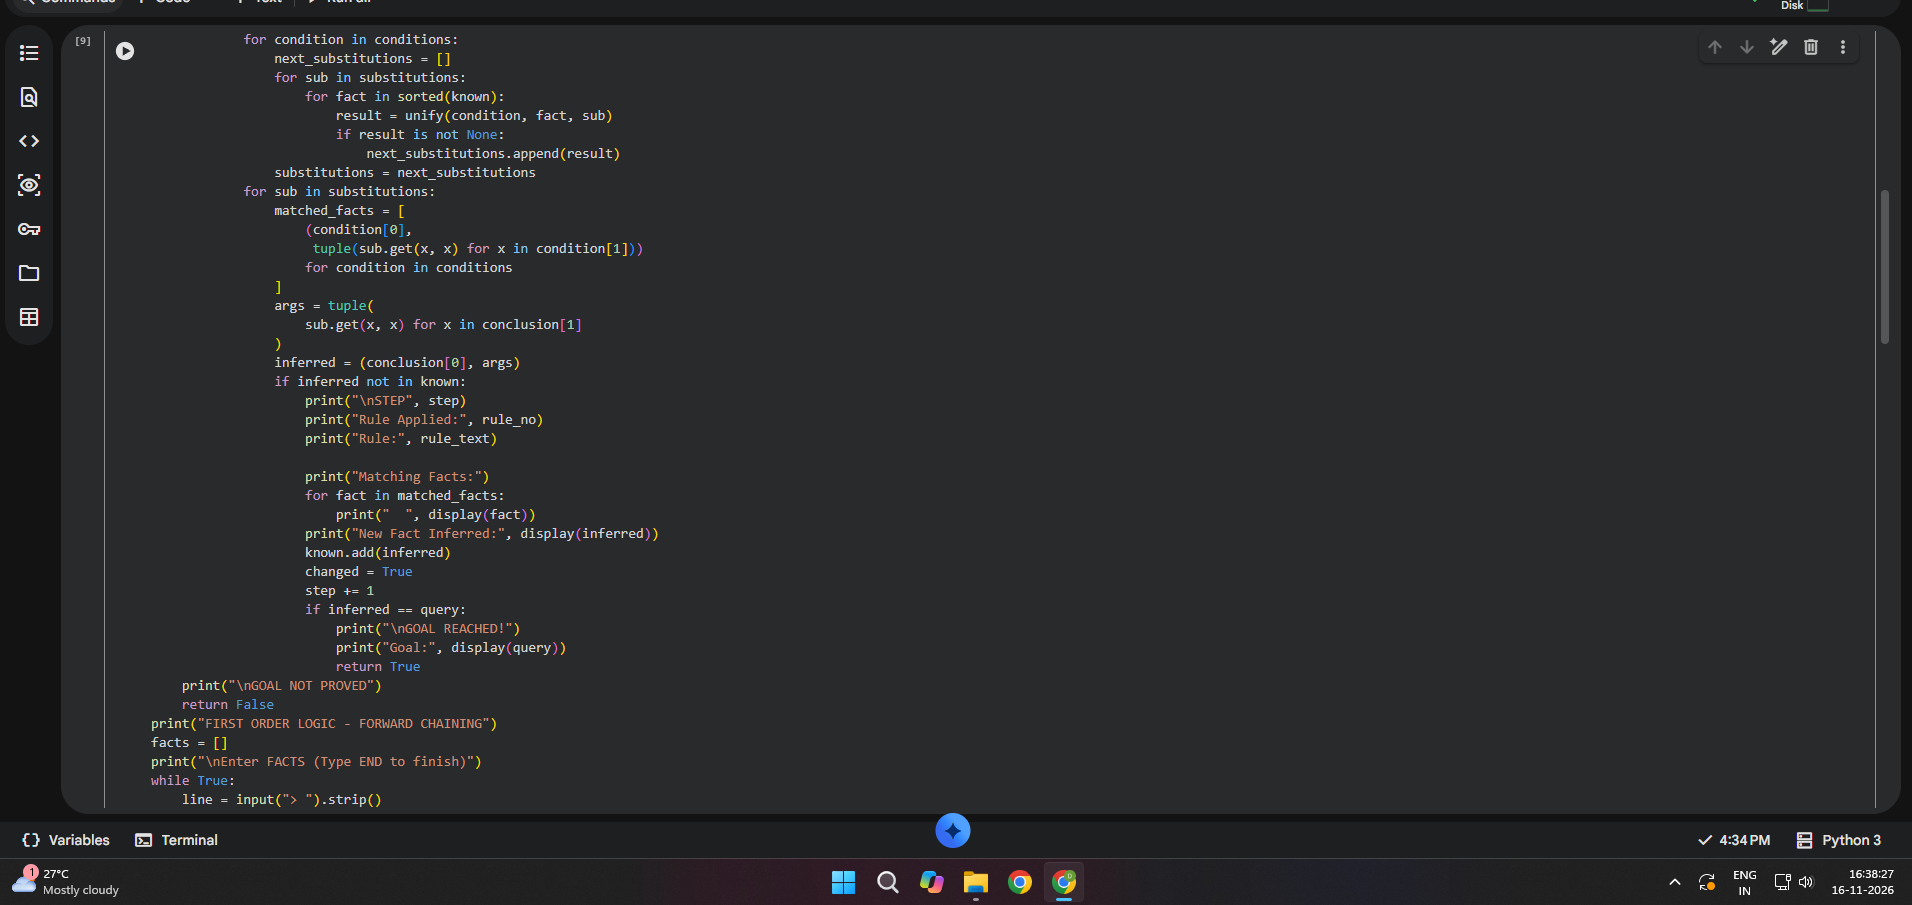 Commands + Code + Text Run all
Disk
[9]
for condition in conditions:
next_substitutions = []
for sub in substitutions:
for fact in sorted(known):
result = unify(condition, fact, sub)
if result is not None:
next_substitutions.append(result)
substitutions = next_substitutions
for sub in substitutions:
matched_facts = [
(condition[0],
tuple(sub.get(x, x) for x in condition[1]))
for condition in conditions
]
args = tuple(
sub.get(x, x) for x in conclusion[1]
)
inferred = (conclusion[0], args)
if inferred not in known:
print("\nSTEP", step)
print("Rule Applied:", rule_no)
print("Rule:", rule_text)
print("Matching Facts:")
for fact in matched_facts:
print("  ", display(fact))
print("New Fact Inferred:", display(inferred))
known.add(inferred)
changed = True
step += 1
if inferred == query:
print("\nGOAL REACHED!")
print("Goal:", display(query))
return True
print("\nGOAL NOT PROVED")
return False
print("FIRST ORDER LOGIC - FORWARD CHAINING")
facts = []
print("\nEnter FACTS (Type END to finish)")
while True:
line = input("> ").strip()
{} Variables Terminal 4:34 PM Python 3
1 27°C
Mostly cloudy
ENG
IN
16:38:27
16-11-2026